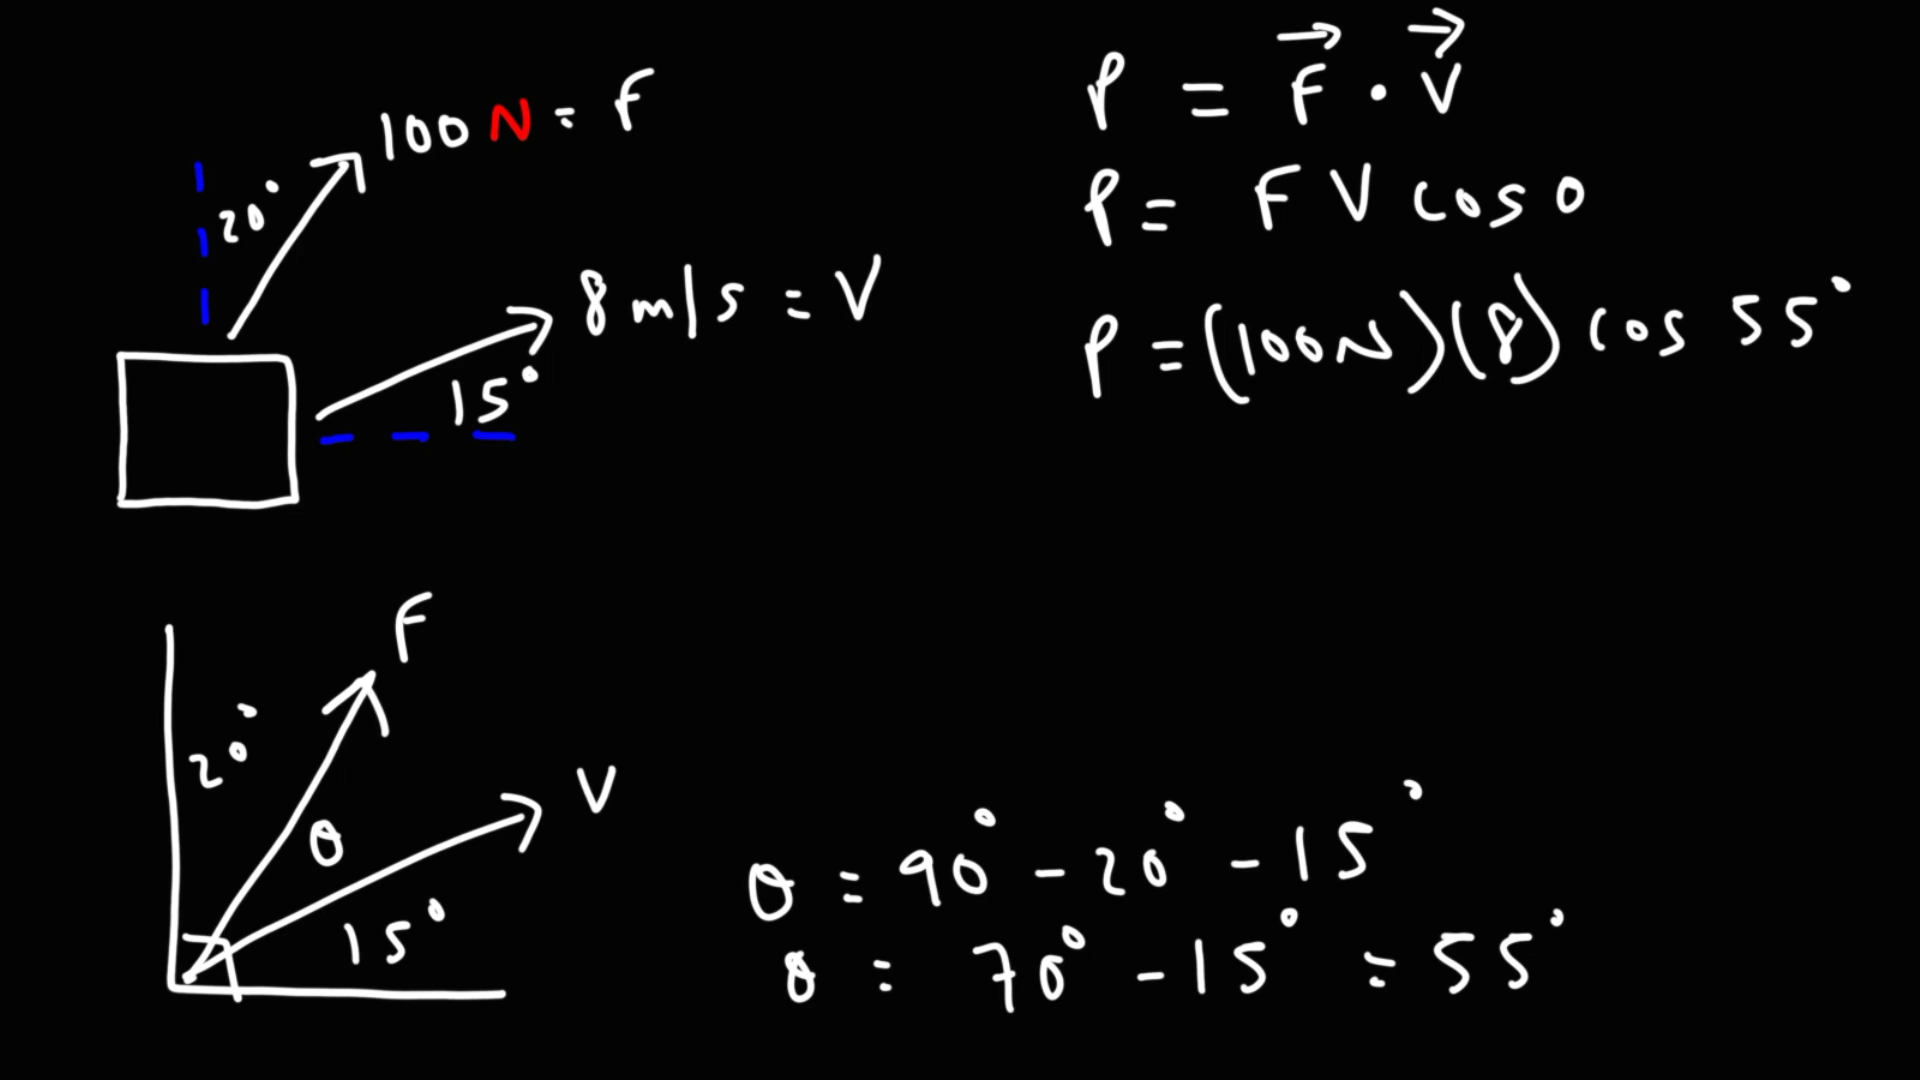 100 N = F
20°
8 m/s = V
15°
P = F · V
P = F V cos θ
P = (100N)(8) cos 55°
F
20°
V
θ
15°
θ = 90° - 20° - 15°
θ = 70° - 15° = 55°